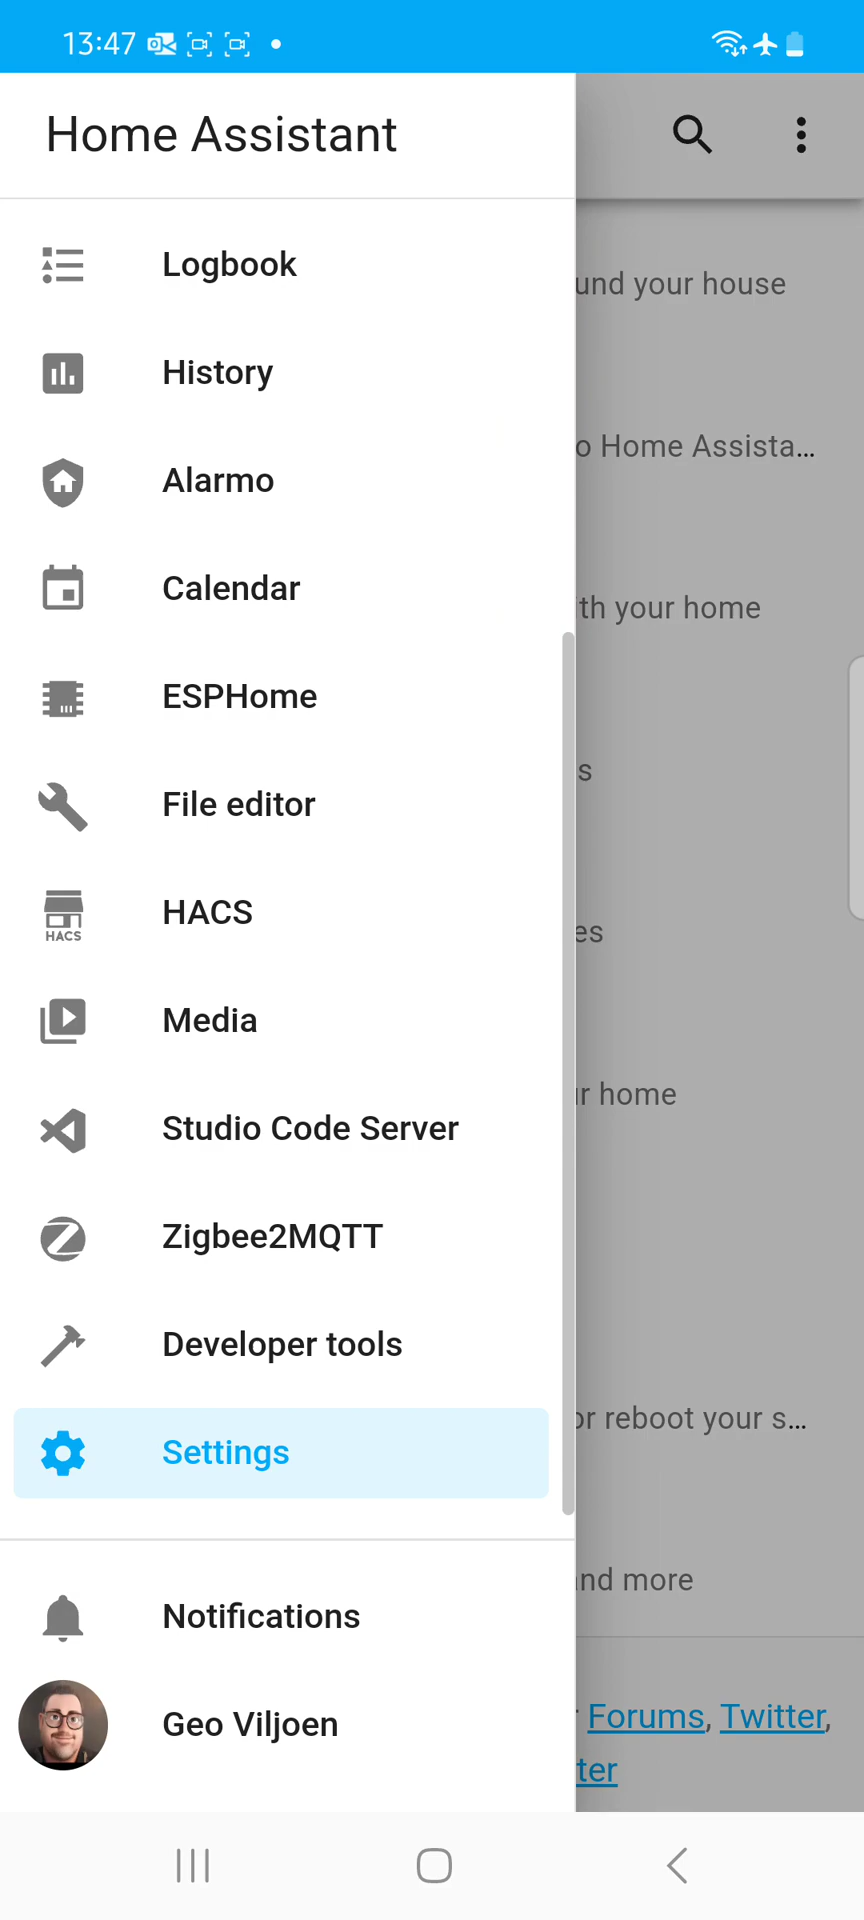 13:47
Home Assistant
Logbook
und your house
History
o Home Assista...
Alarmo
Calendar
th your home
ESPHome
s
File editor
HACS
HACS
es
Media
r home
Studio Code Server
Zigbee2MQTT
Developer tools
or reboot your s...
Settings
nd more
Notifications
Geo Viljoen
Forums, Twitter,
ter